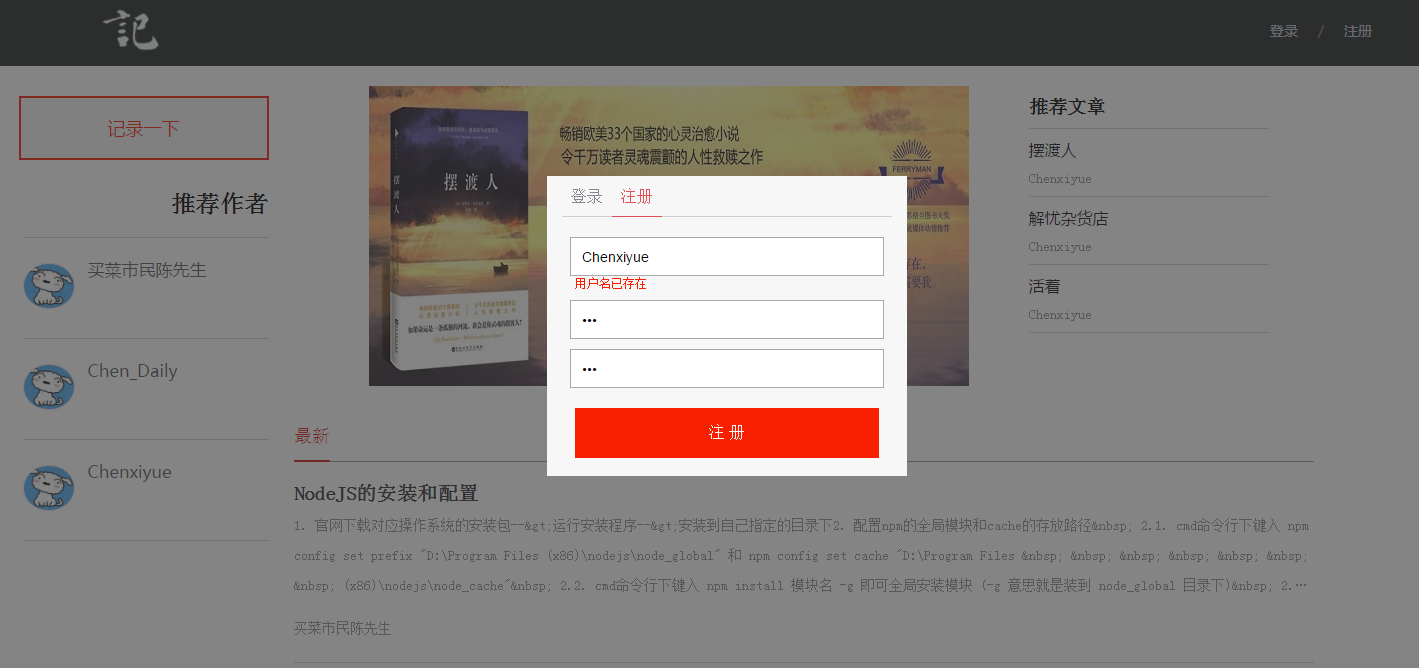 記
登录 / 注册
记录一下
推荐作者
买菜市民陈先生
Chen_Daily
Chenxiyue
畅销欧美33个国家的心灵治愈小说
令千万读者灵魂震颤的人性救赎之作
FERRYMAN
摆渡人
摆渡人
登录 注册
Chenxiyue
用户名已存在
•••
•••
注 册
推荐文章
摆渡人
Chenxiyue
解忧杂货店
Chenxiyue
活着
Chenxiyue
最新
NodeJS的安装和配置
1. 官网下载对应操作系统的安装包--&gt;运行安装程序--&gt;安装到自己指定的目录下2. 配置npm的全局模块和cache的存放路径&nbsp; 2.1. cmd命令行下键入 npm
config set prefix "D:\Program Files (x86)\nodejs\node_global" 和 npm config set cache "D:\Program Files &nbsp; &nbsp; &nbsp; &nbsp; &nbsp; &nbsp;
&nbsp; (x86)\nodejs\node_cache"&nbsp; 2.2. cmd命令行下键入 npm install 模块名 -g 即可全局安装模块 (-g 意思就是装到 node_global 目录下)&nbsp; 2.…
买菜市民陈先生